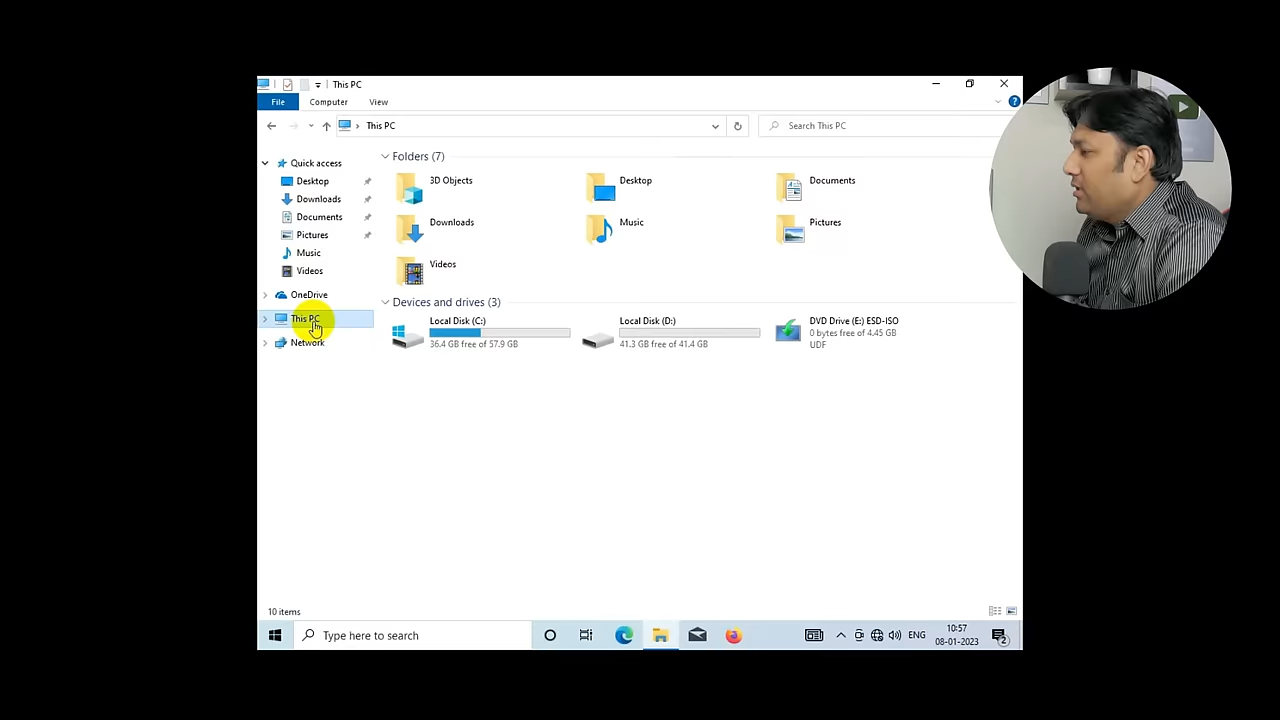 This PC
File Computer View
This PC Search This PC
Quick access
Desktop
Downloads
Documents
Pictures
Music
Videos
OneDrive
This PC
Network
Folders (7)
3D Objects
Desktop
Documents
Downloads
Music
Pictures
Videos
Devices and drives (3)
Local Disk (C:)
36.4 GB free of 57.9 GB
Local Disk (D:)
41.3 GB free of 41.4 GB
DVD Drive (E:) ESD-ISO
0 bytes free of 4.45 GB
UDF
10 items
Type here to search
ENG
10:57
08-01-2023
2